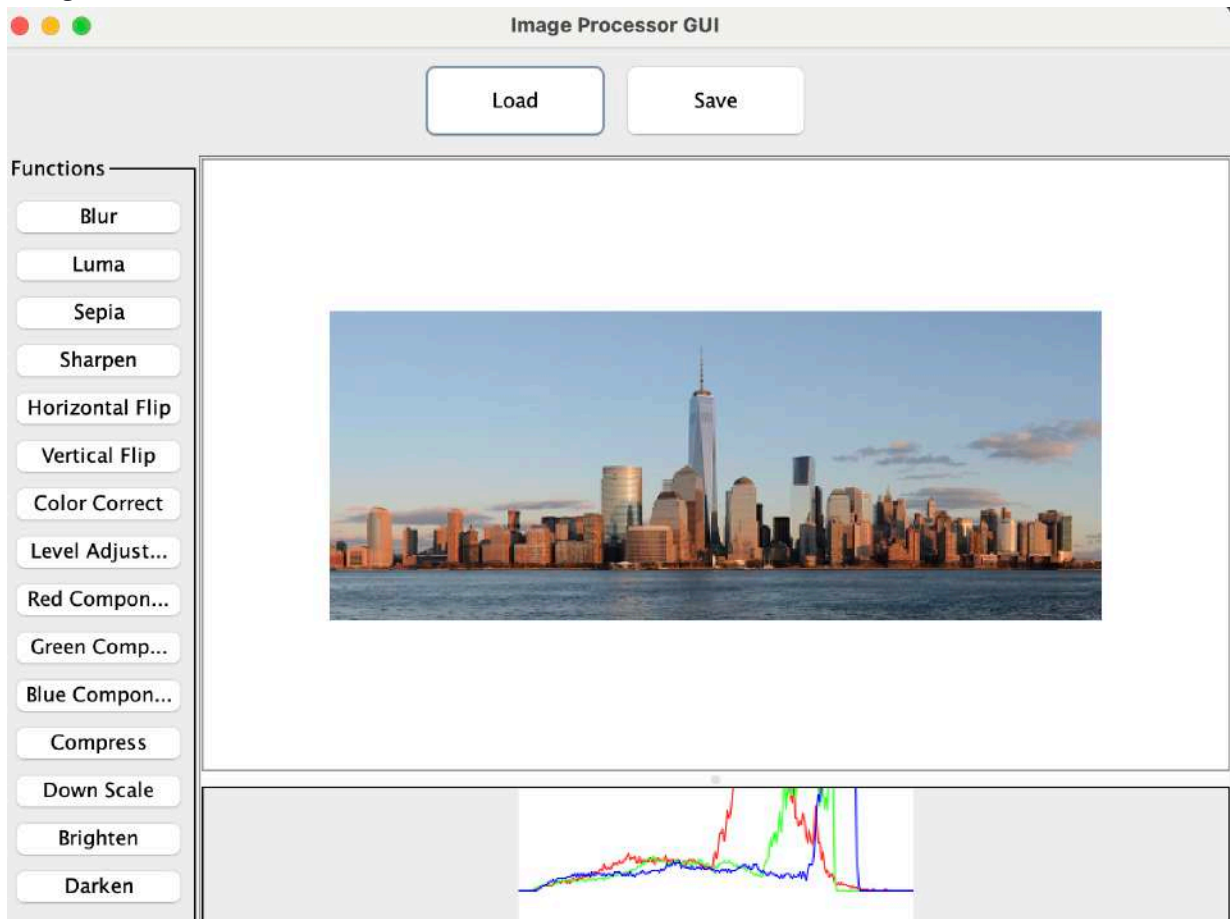 Image Processor GUI
Load Save
Functions
Blur
Luma
Sepia
Sharpen
Horizontal Flip
Vertical Flip
Color Correct
Level Adjust...
Red Compon...
Green Comp...
Blue Compon...
Compress
Down Scale
Brighten
Darken